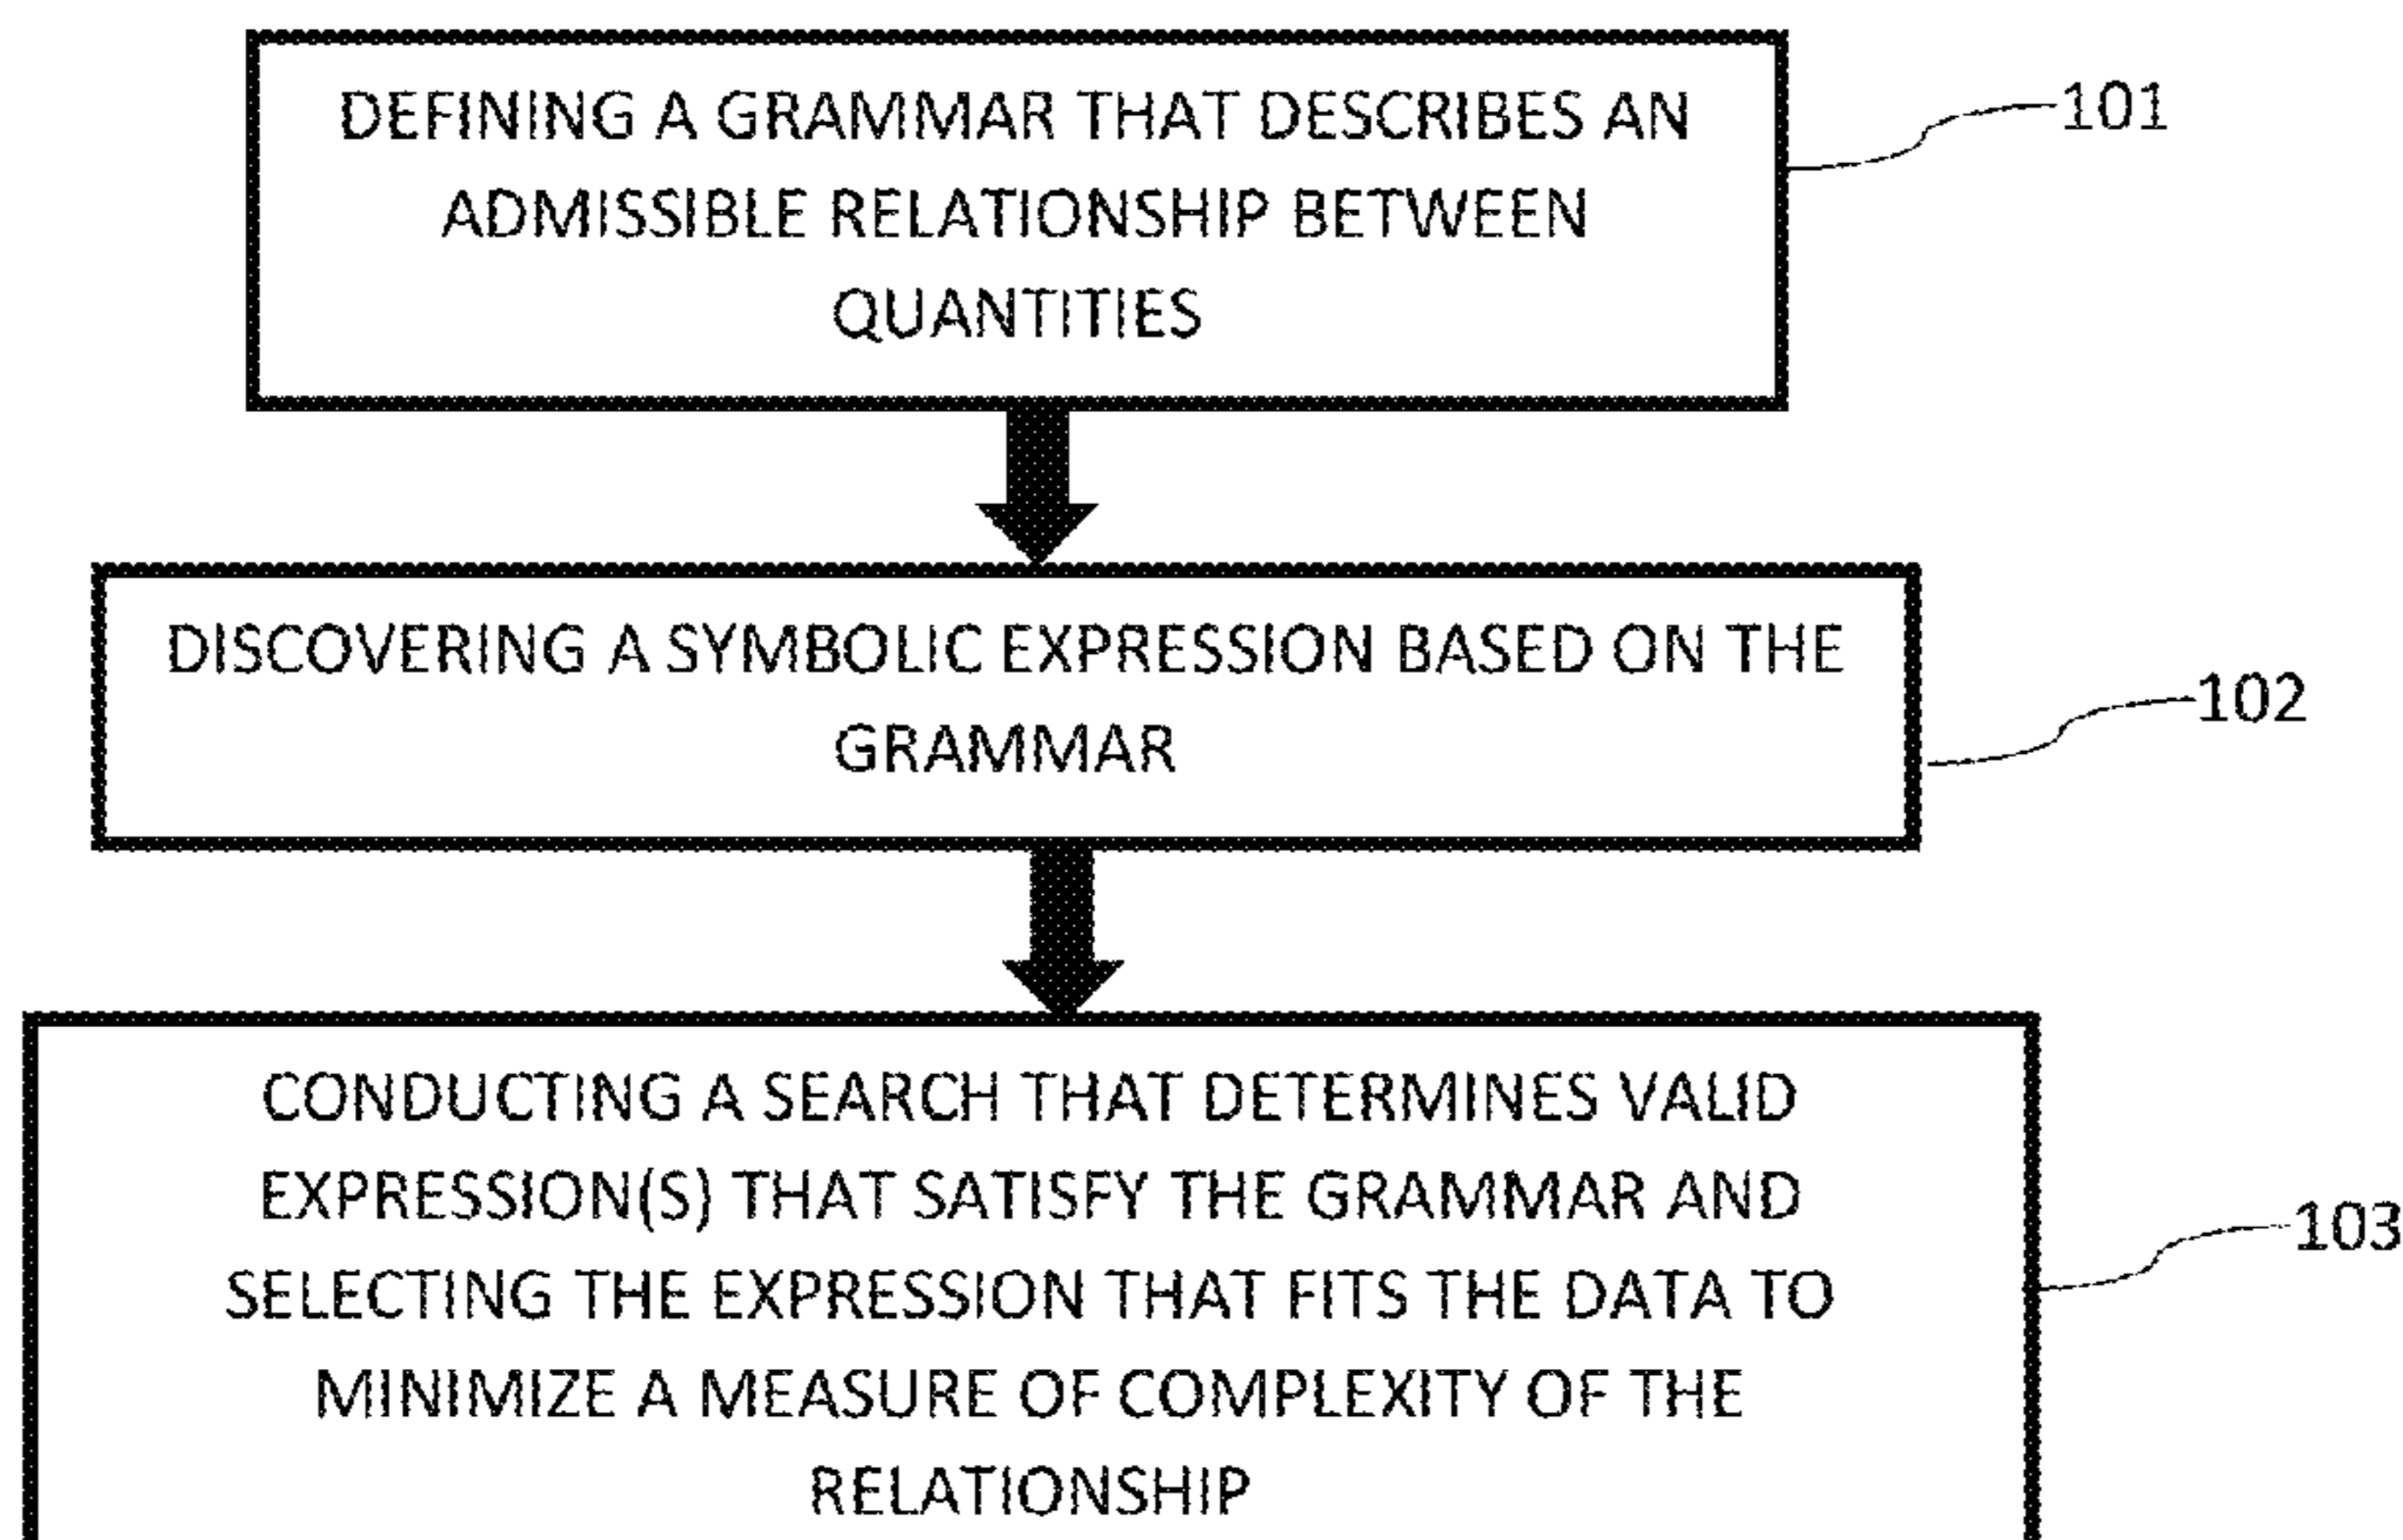 DEFINING A GRAMMAR THAT DESCRIBES AN
ADMISSIBLE RELATIONSHIP BETWEEN
QUANTITIES
101
DISCOVERING A SYMBOLIC EXPRESSION BASED ON THE
GRAMMAR
102
CONDUCTING A SEARCH THAT DETERMINES VALID
EXPRESSION(S) THAT SATISFY THE GRAMMAR AND
SELECTING THE EXPRESSION THAT FITS THE DATA TO
MINIMIZE A MEASURE OF COMPLEXITY OF THE
RELATIONSHIP
103